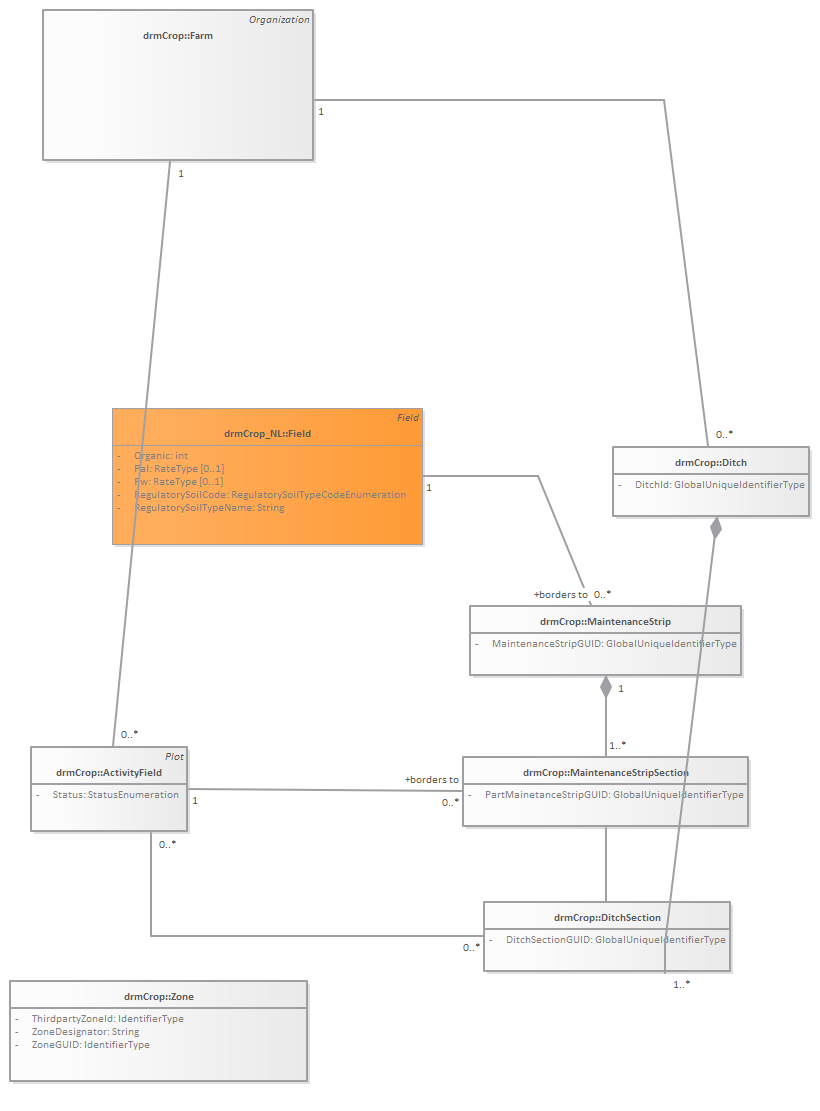 Organization
drmCrop::Farm
1
1
Field
drmCrop_NL::Field
- Organic: int
- Pal: RateType [0..1]
- Pw: RateType [0..1]
- RegulatorySoilCode: RegulatorySoilTypeCodeEnumeration
- RegulatorySoilTypeName: String
1
0..*
drmCrop::Ditch
- DitchId: GlobalUniqueIdentifierType
+borders to 0..*
drmCrop::MaintenanceStrip
- MaintenanceStripGUID: GlobalUniqueIdentifierType
1
1..*
0..*
Plot
drmCrop::ActivityField
- Status: StatusEnumeration
1
0..*
+borders to
0..*
drmCrop::MaintenanceStripSection
- PartMainetanceStripGUID: GlobalUniqueIdentifierType
drmCrop::DitchSection
- DitchSectionGUID: GlobalUniqueIdentifierType
0..*
1..*
drmCrop::Zone
- ThirdpartyZoneId: IdentifierType
- ZoneDesignator: String
- ZoneGUID: IdentifierType